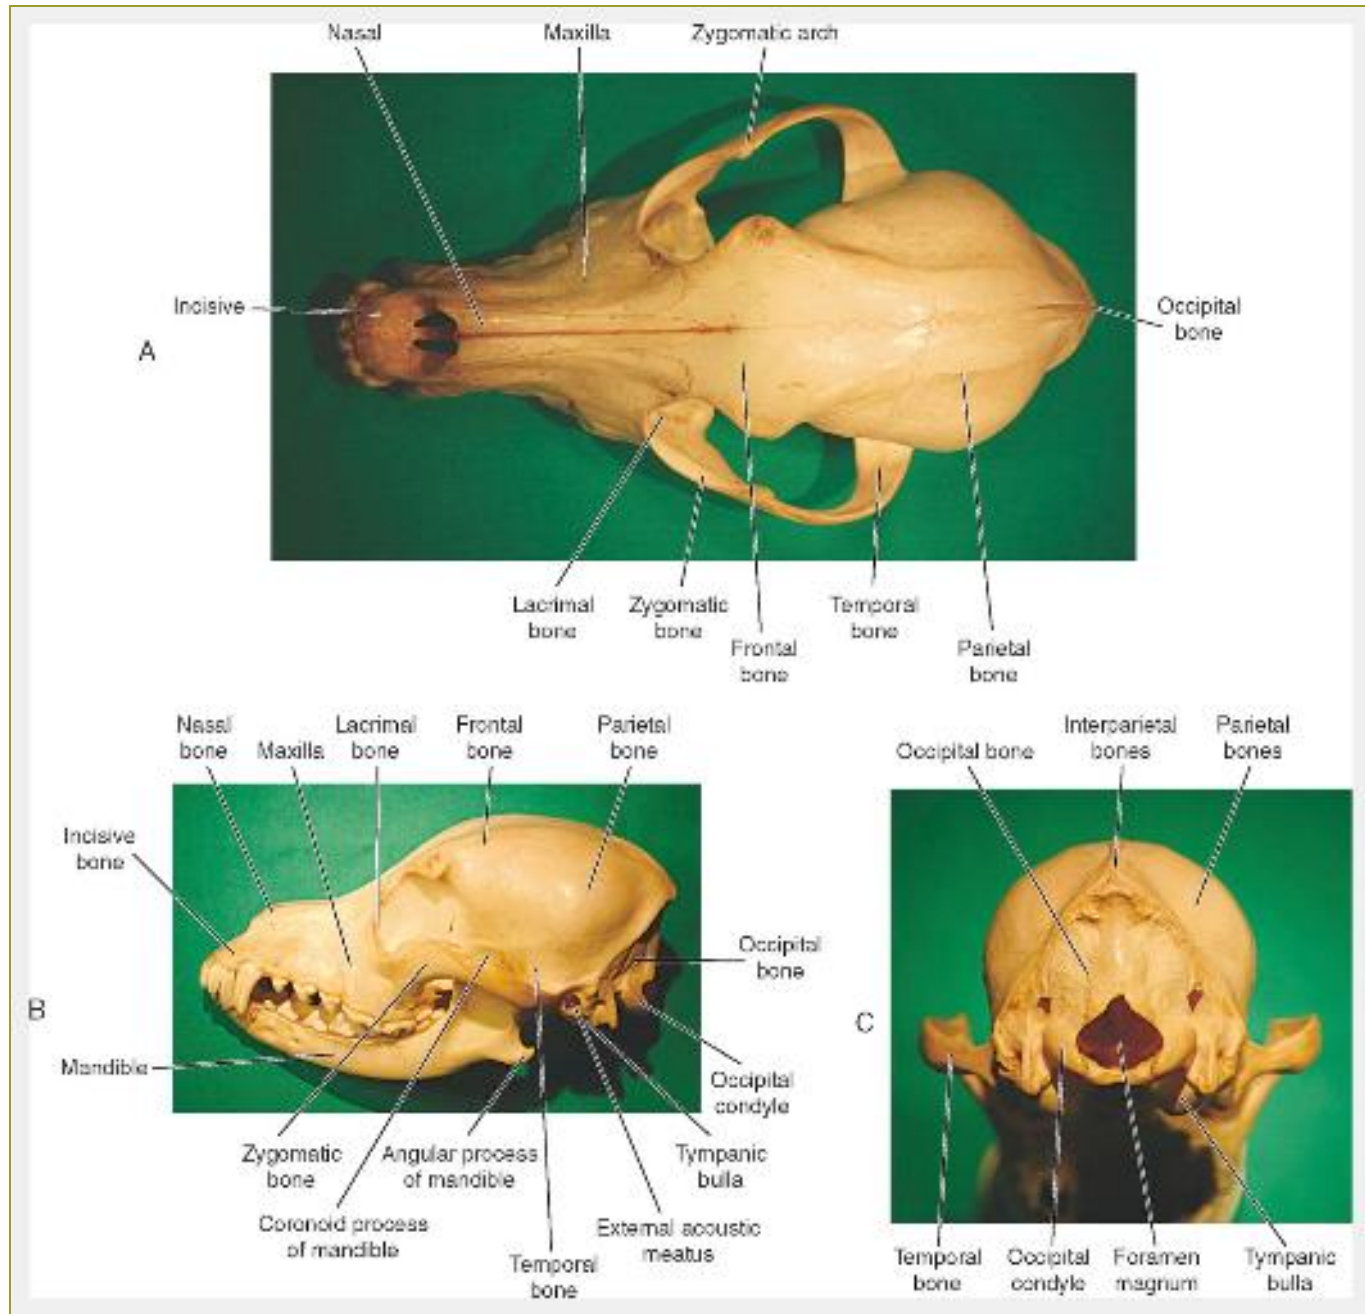 Nasal Maxilla Zygomatic arch
Incisive
Occipital
bone
A
Lacrimal
bone
Zygomatic
bone
Frontal
bone
Temporal
bone
Parietal
bone
Nasal
bone
Maxilla
Lacrimal
bone
Frontal
bone
Parietal
bone
Incisive
bone
Occipital
bone
B
Mandible
Occipital
condyle
Zygomatic
bone
Angular process
of mandible
Tympanic
bulla
Coronoid process
of mandible
External acoustic
meatus
Temporal
bone
Occipital bone
Interparietal
bones
Parietal
bones
C
Temporal
bone
Occipital
condyle
Foramen
magnum
Tympanic
bulla